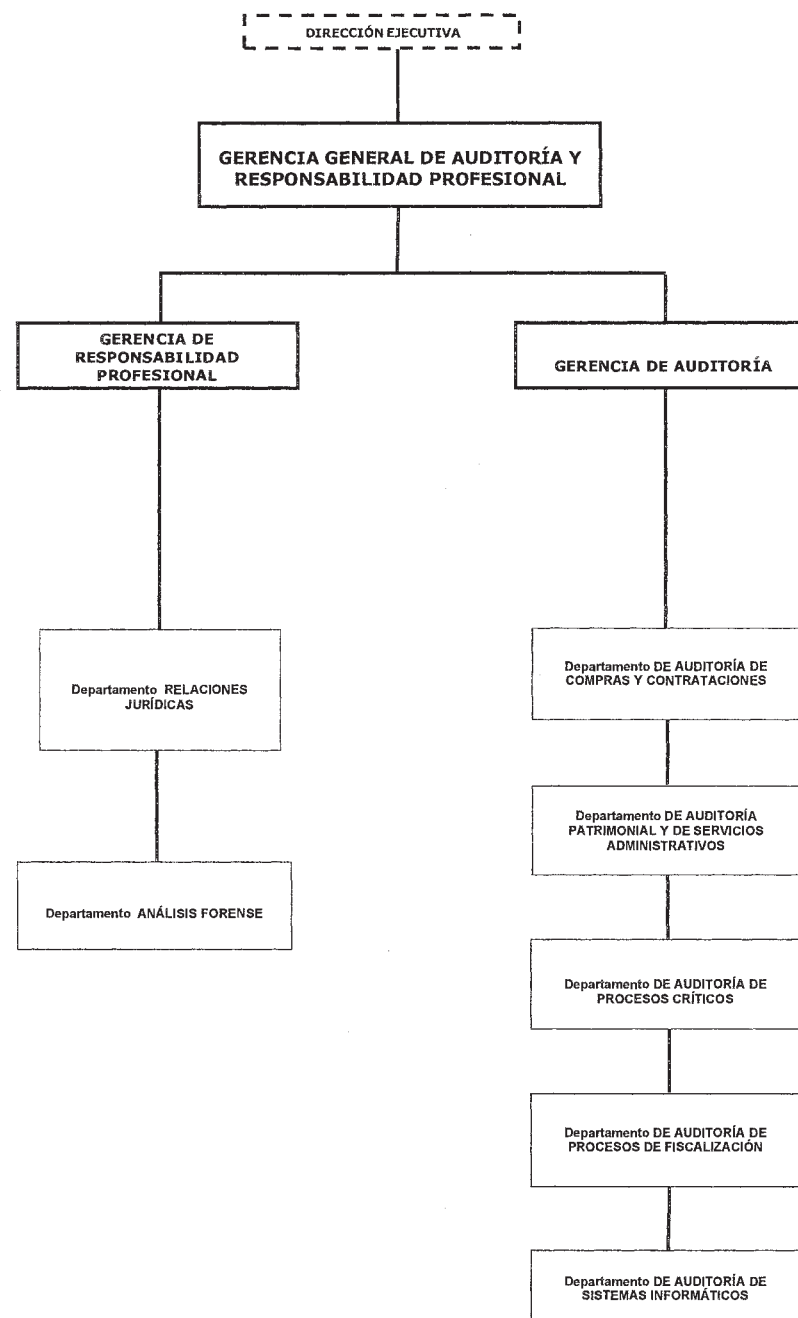 DIRECCIÓN EJECUTIVA
GERENCIA GENERAL DE AUDITORÍA Y
RESPONSABILIDAD PROFESIONAL
GERENCIA DE
RESPONSABILIDAD
PROFESIONAL
GERENCIA DE AUDITORÍA
Departamento RELACIONES
JURÍDICAS
Departamento ANÁLISIS FORENSE
Departamento DE AUDITORÍA DE
COMPRAS Y CONTRATACIONES
Departamento DE AUDITORÍA
PATRIMONIAL Y DE SERVICIOS
ADMINISTRATIVOS
Departamento DE AUDITORÍA DE
PROCESOS CRÍTICOS
Departamento DE AUDITORÍA DE
PROCESOS DE FISCALIZACIÓN
Departamento DE AUDITORÍA DE
SISTEMAS INFORMÁTICOS